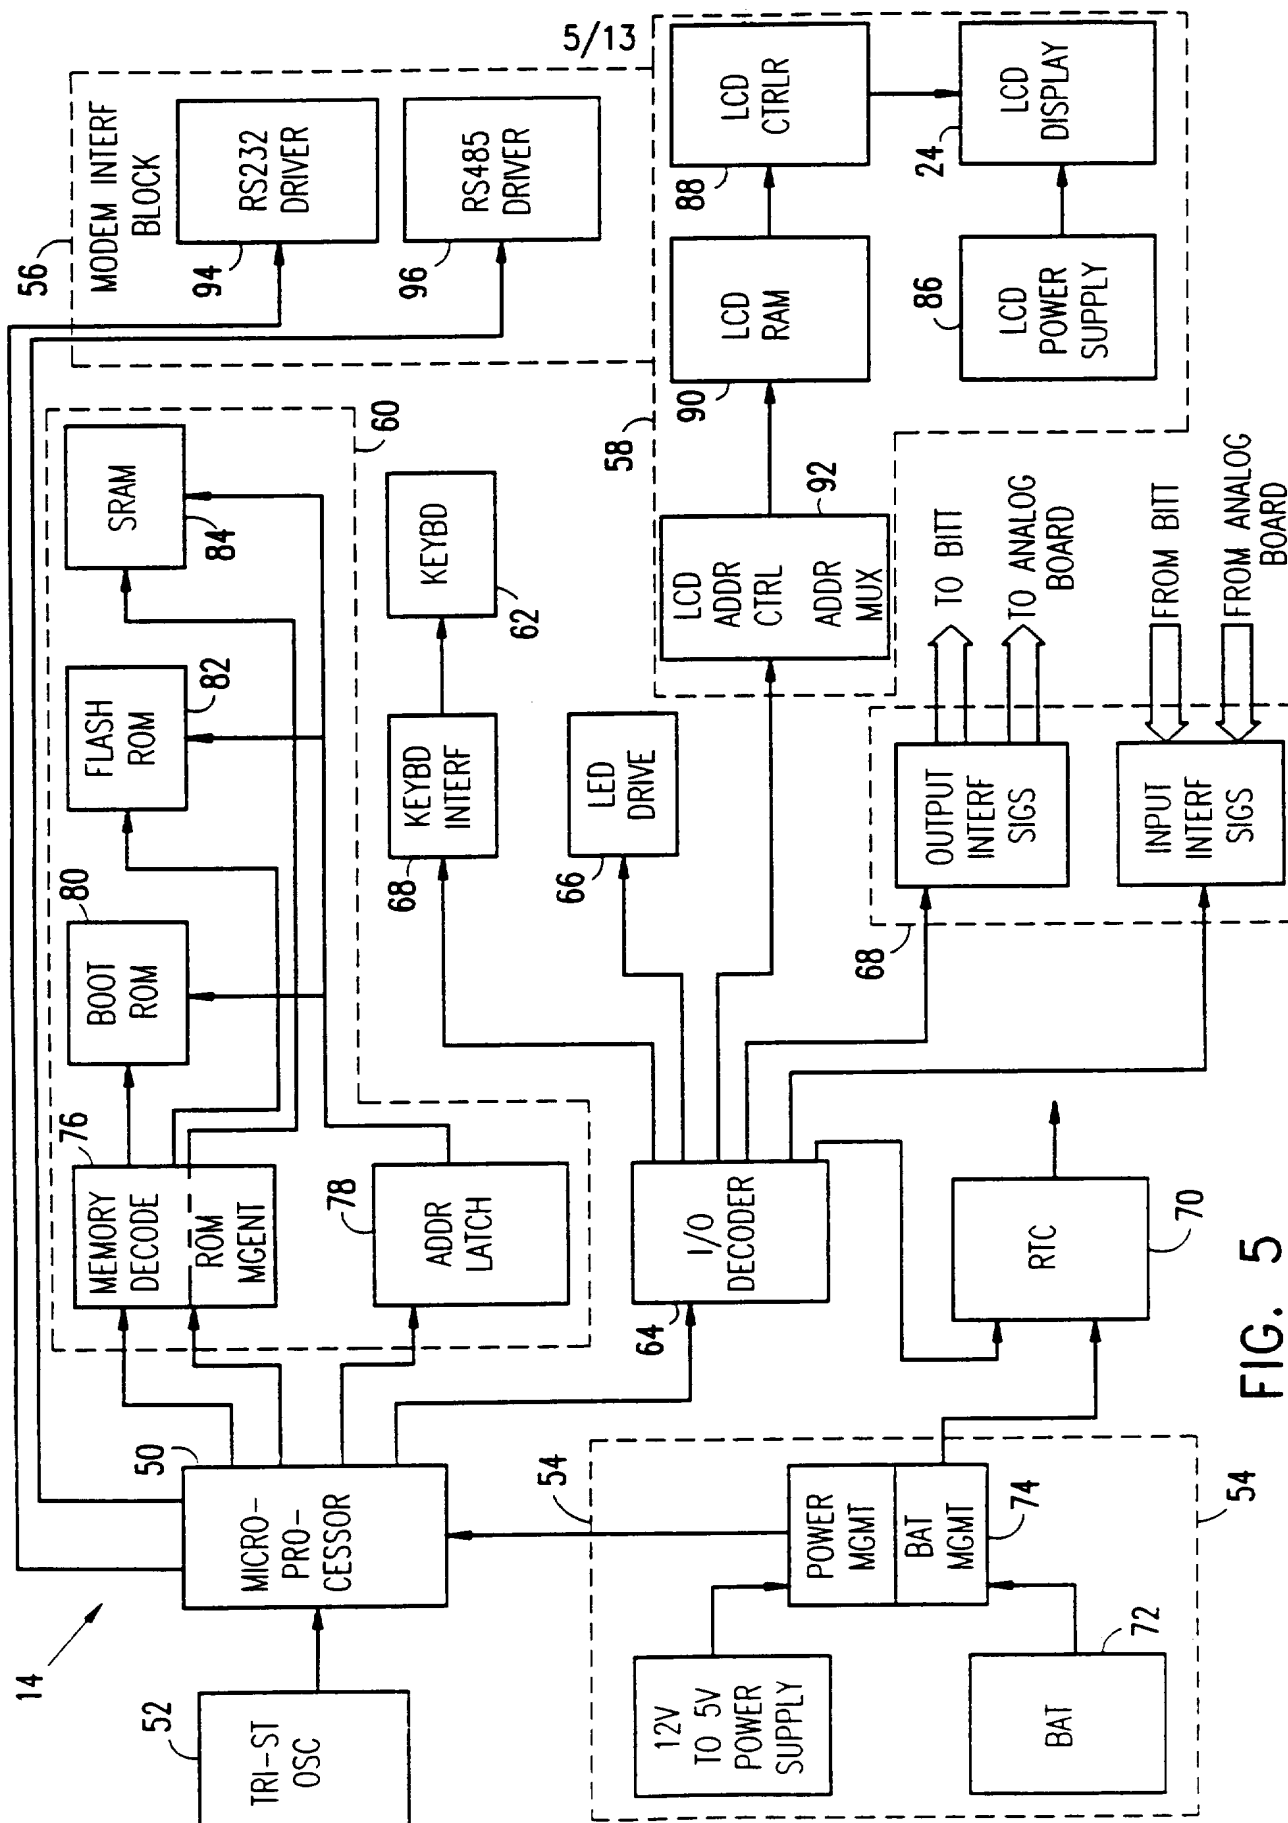 5/13
14
52
TRI-ST
OSC
50
MICRO-
PRO-
CESSOR
56
MODEM INTERF
BLOCK
94
RS232
DRIVER
96
RS485
DRIVER
60
76
MEMORY
DECODE
ROM
MGENT
78
ADDR
LATCH
80
BOOT
ROM
82
FLASH
ROM
84
SRAM
68
KEYBD
INTERF
62
KEYBD
66
LED
DRIVE
64
I/O
DECODER
58
92
LCD
ADDR
CTRL
ADDR
MUX
90
LCD
RAM
88
LCD
CTRLR
24
LCD
DISPLAY
86
LCD
POWER
SUPPLY
68
OUTPUT
INTERF
SIGS
TO BITT
TO ANALOG
BOARD
INPUT
INTERF
SIGS
FROM BITT
FROM ANALOG
BOARD
54
12V
TO 5V
POWER
SUPPLY
POWER
MGMT
BAT
MGMT
74
72
BAT
54
RTC
70
FIG. 5